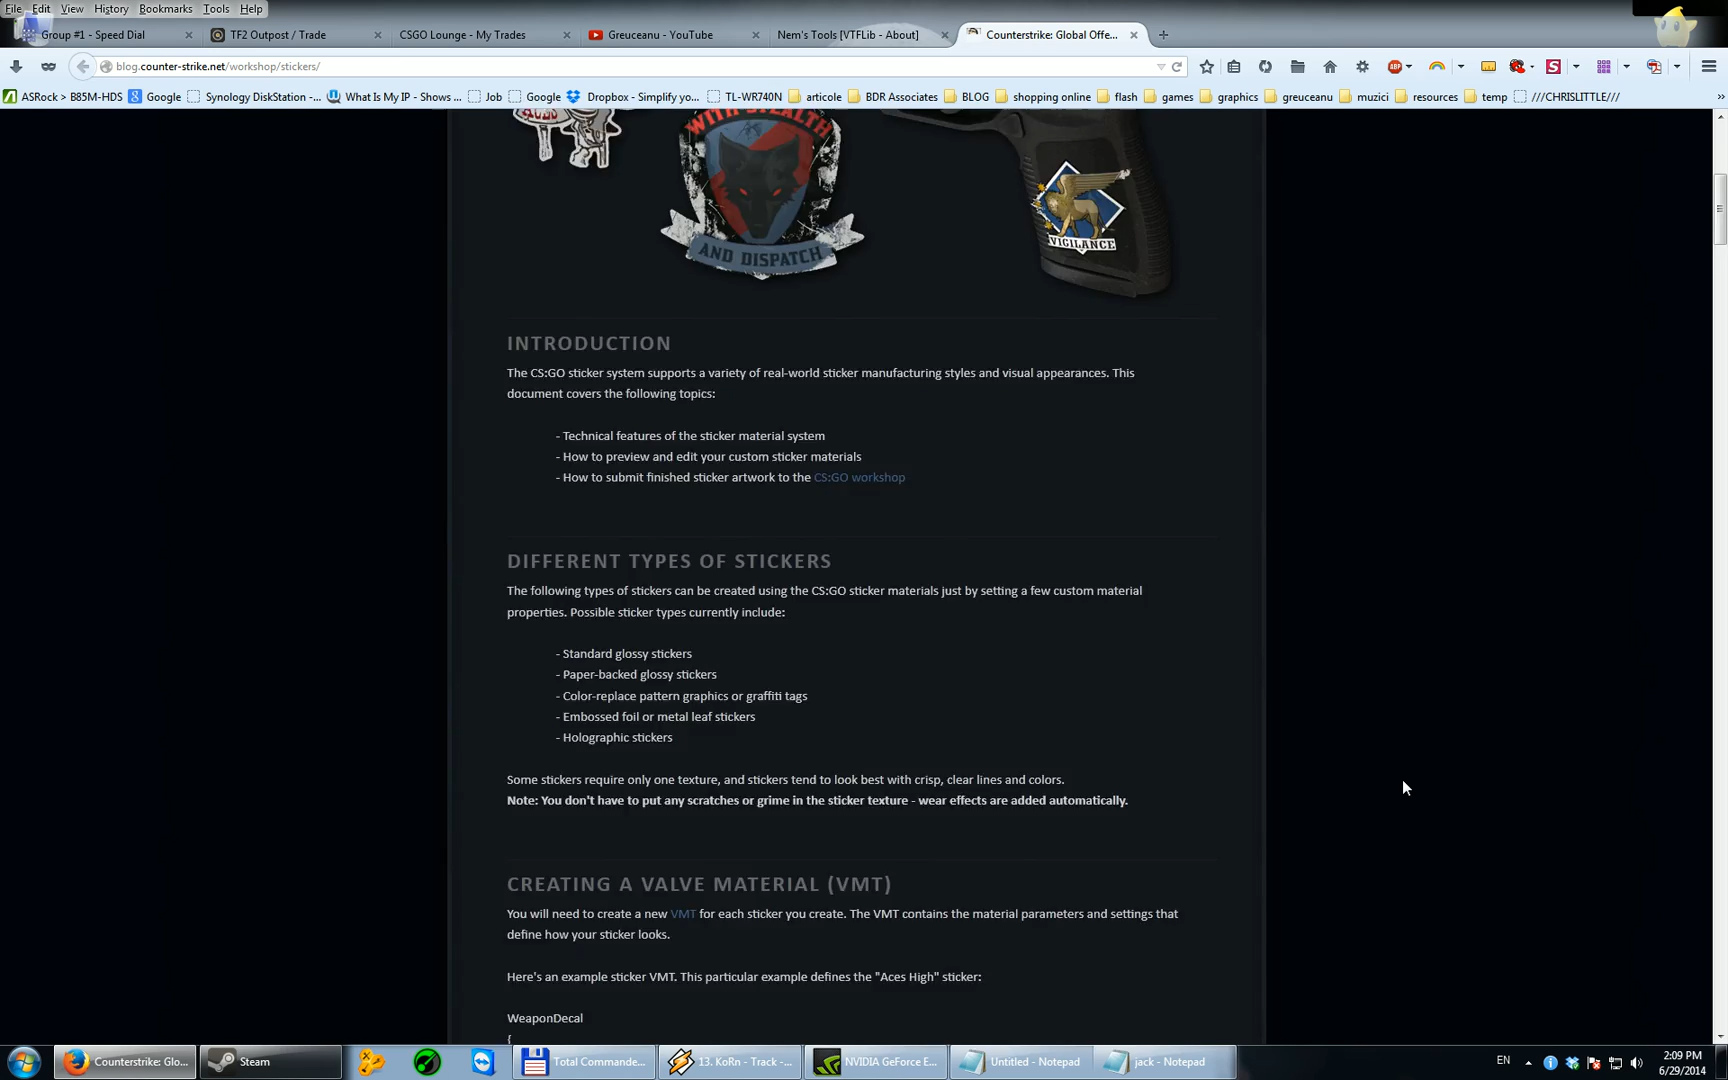 File Edit View History Bookmarks Tools Help
Group #1 - Speed Dial TF2 Outpost / Trade CSGO Lounge - My Trades Greuceanu - YouTube Nem's Tools [VTFLib - About] Counterstrike: Global Offe...
blog.counter-strike.net/workshop/stickers/
ASRock > B85M-HDS Google Synology DiskStation -... What Is My IP - Shows ... Job Google Dropbox - Simplify yo... TL-WR740N articole BDR Associates BLOG shopping online flash games graphics greuceanu muzici resources temp ///CHRISLITTLE///
ACES
WITH STEALTH
AND DISPATCH
VIGILANCE
INTRODUCTION
The CS:GO sticker system supports a variety of real-world sticker manufacturing styles and visual appearances. This
document covers the following topics:
- Technical features of the sticker material system
- How to preview and edit your custom sticker materials
- How to submit finished sticker artwork to the CS:GO workshop
DIFFERENT TYPES OF STICKERS
The following types of stickers can be created using the CS:GO sticker materials just by setting a few custom material
properties. Possible sticker types currently include:
- Standard glossy stickers
- Paper-backed glossy stickers
- Color-replace pattern graphics or graffiti tags
- Embossed foil or metal leaf stickers
- Holographic stickers
Some stickers require only one texture, and stickers tend to look best with crisp, clear lines and colors.
Note: You don't have to put any scratches or grime in the sticker texture - wear effects are added automatically.
CREATING A VALVE MATERIAL (VMT)
You will need to create a new VMT for each sticker you create. The VMT contains the material parameters and settings that
define how your sticker looks.
Here's an example sticker VMT. This particular example defines the "Aces High" sticker:
WeaponDecal
{
Counterstrike: Glo... Steam Total Commande... 13. KoRn - Track -... NVIDIA GeForce E... Untitled - Notepad jack - Notepad EN 2:09 PM
6/29/2014